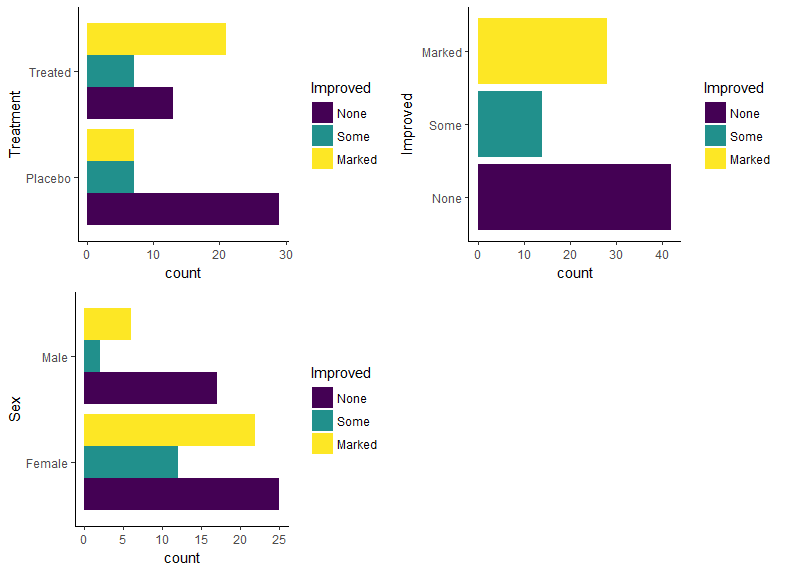 Treatment
Treated
Placebo
0 10 20 30
count
Improved
None
Some
Marked
Improved
Marked
Some
None
0 10 20 30 40
count
Improved
None
Some
Marked
Sex
Male
Female
0 5 10 15 20 25
count
Improved
None
Some
Marked